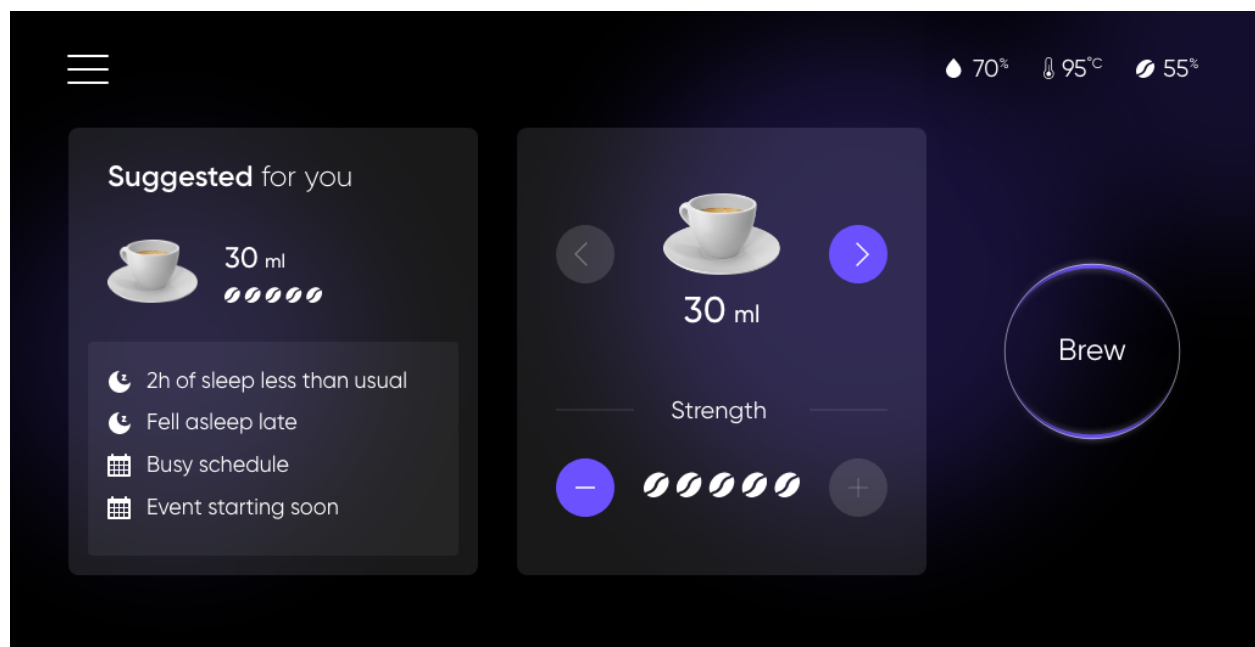 70%
95°C
55%
Suggested for you
30 ml
2h of sleep less than usual
Fell asleep late
Busy schedule
Event starting soon
30 ml
Strength
Brew